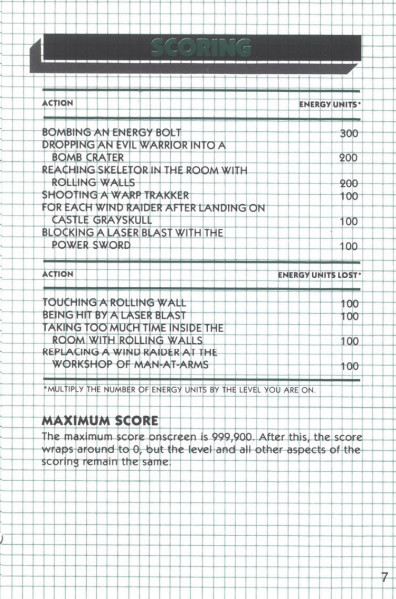 SCORING
ACTION ENERGY UNITS*
BOMBING AN ENERGY BOLT 300
DROPPING AN EVIL WARRIOR INTO A
BOMB CRATER 200
REACHING SKELETOR IN THE ROOM WITH
ROLLING WALLS 200
SHOOTING A WARP TRAKKER 100
FOR EACH WIND RAIDER AFTER LANDING ON
CASTLE GRAYSKULL 100
BLOCKING A LASER BLAST WITH THE
POWER SWORD 100
ACTION ENERGY UNITS LOST*
TOUCHING A ROLLING WALL 100
BEING HIT BY A LASER BLAST 100
TAKING TOO MUCH TIME INSIDE THE
ROOM WITH ROLLING WALLS 100
REPLACING A WIND RAIDER AT THE
WORKSHOP OF MAN-AT-ARMS 100
*MULTIPLY THE NUMBER OF ENERGY UNITS BY THE LEVEL YOU ARE ON.
MAXIMUM SCORE
The maximum score onscreen is 999,900. After this, the score
wraps around to 0, but the level and all other aspects of the
scoring remain the same.
7